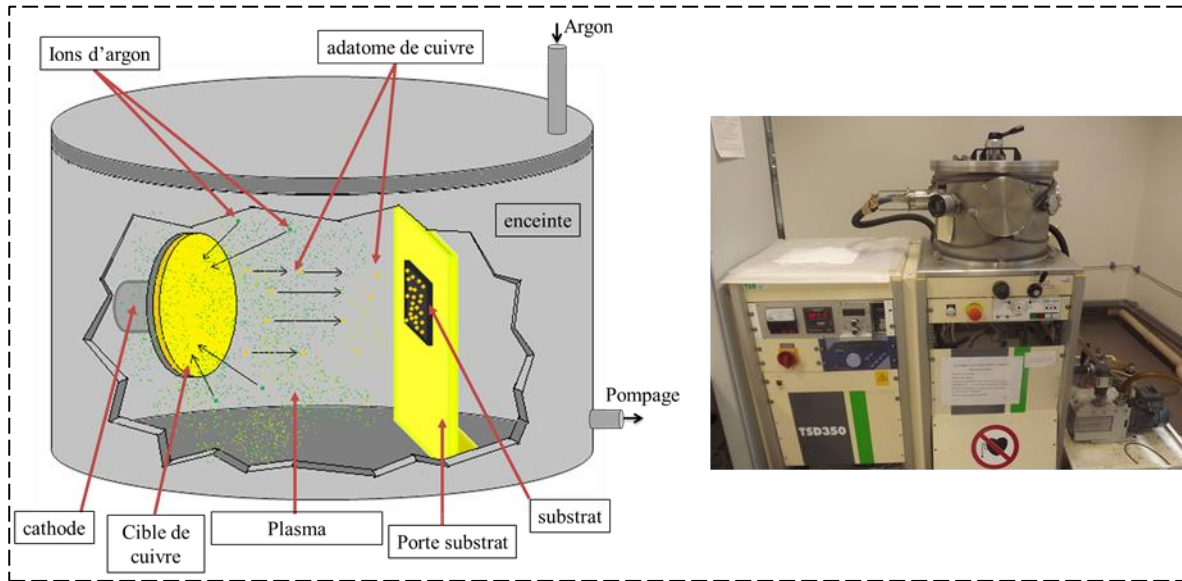 Argon
Ions d'argon
adatome de cuivre
enceinte
Pompage
cathode
Cible de
cuivre
Plasma
Porte substrat
substrat
TSD350